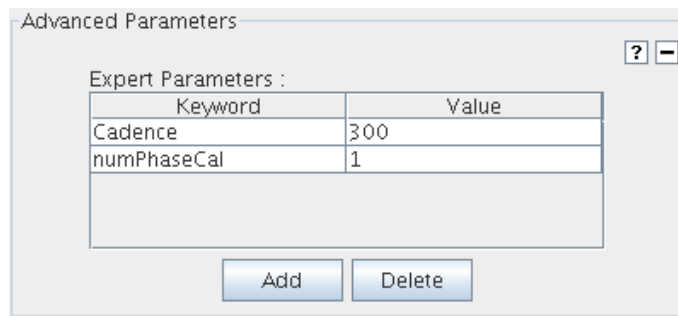 Advanced Parameters
? −
Expert Parameters :
Keyword Value
Cadence 300
numPhaseCal 1
Add Delete